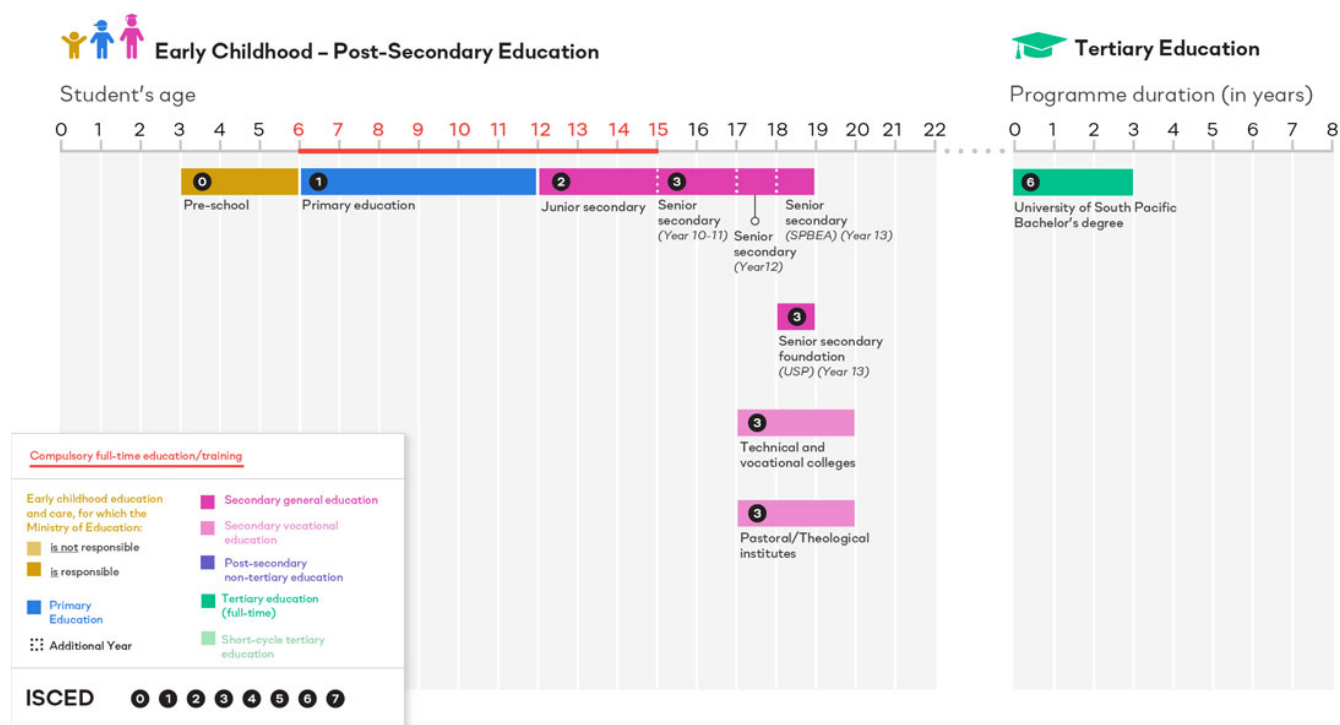 Early Childhood – Post-Secondary Education
Student's age
0 1 2 3 4 5 6 7 8 9 10 11 12 13 14 15 16 17 18 19 20 21 22
0
Pre-school
1
Primary education
2
Junior secondary
3
Senior
secondary
(Year 10-11)
Senior
secondary
(Year12)
Senior
secondary
(SPBEA) (Year 13)
3
Senior secondary
foundation
(USP) (Year 13)
3
Technical and
vocational colleges
3
Pastoral/Theological
institutes
Tertiary Education
Programme duration (in years)
0 1 2 3 4 5 6 7 8
6
University of South Pacific
Bachelor's degree
Compulsory full-time education/training
Early childhood education
and care, for which the
Ministry of Education:
is not responsible
is responsible
Primary
Education
Additional Year
Secondary general education
Secondary vocational
education
Post-secondary
non-tertiary education
Tertiary education
(full-time)
Short-cycle tertiary
education
ISCED 0 1 2 3 4 5 6 7